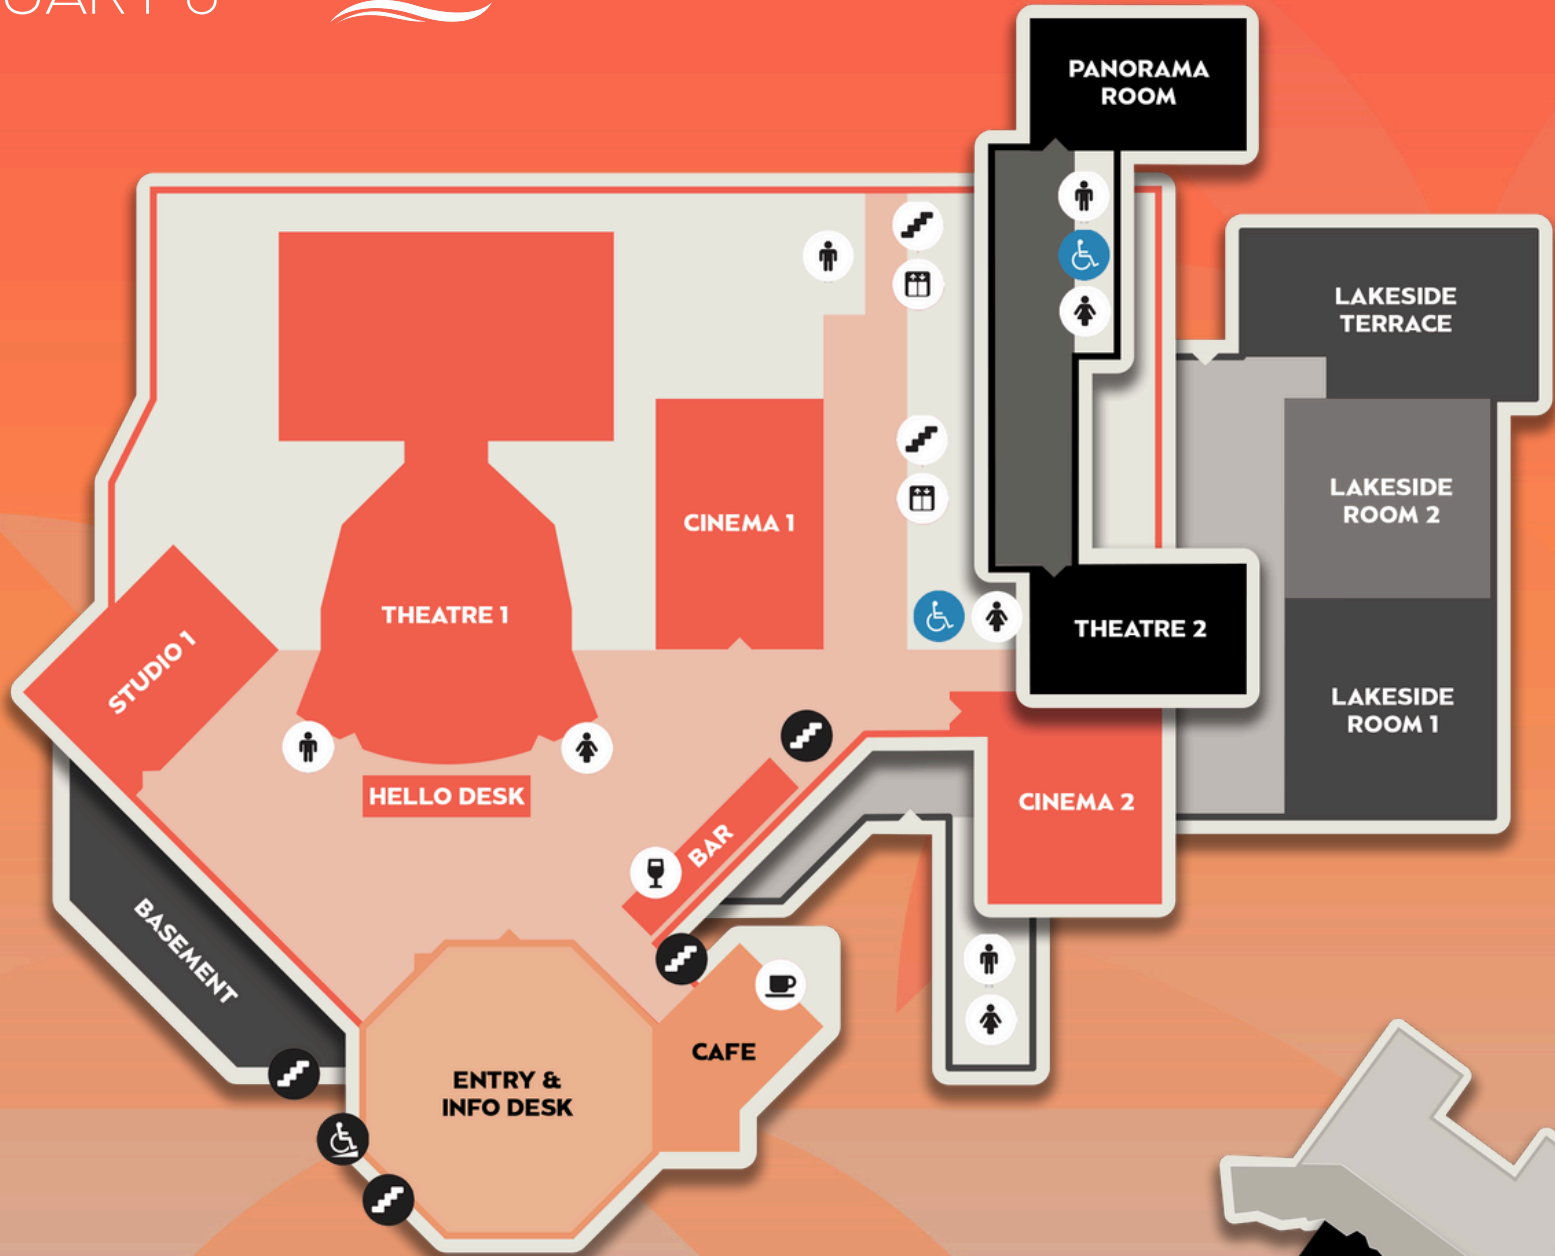 PANORAMA
ROOM
LAKESIDE
TERRACE
LAKESIDE
ROOM 2
CINEMA 1
THEATRE 1
THEATRE 2
STUDIO 1
LAKESIDE
ROOM 1
HELLO DESK
CINEMA 2
BAR
BASEMENT
CAFE
ENTRY &
INFO DESK